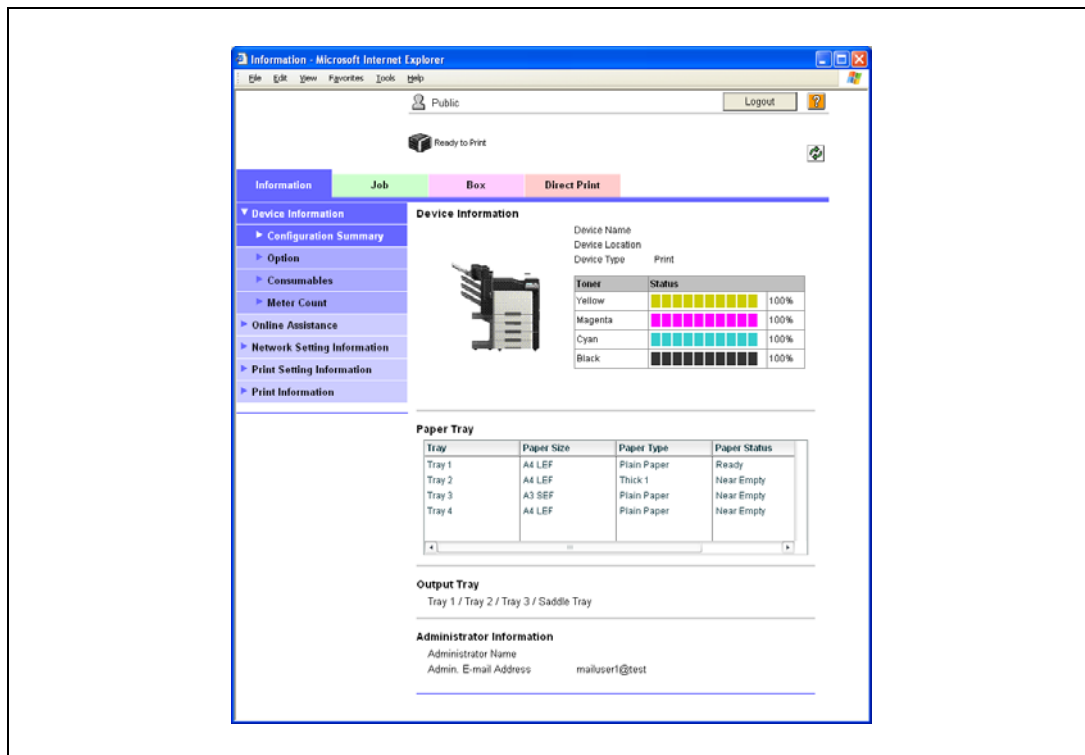 Information - Microsoft Internet Explorer
File Edit View Favorites Tools Help
Public
Logout
?
Ready to Print
Information Job Box Direct Print
Device Information
Configuration Summary
Option
Consumables
Meter Count
Online Assistance
Network Setting Information
Print Setting Information
Print Information
Device Information
Device Name
Device Location
Device Type Print
Toner Status
Yellow 100%
Magenta 100%
Cyan 100%
Black 100%
Paper Tray
Tray Paper Size Paper Type Paper Status
Tray 1 A4 LEF Plain Paper Ready
Tray 2 A4 LEF Thick 1 Near Empty
Tray 3 A3 SEF Plain Paper Near Empty
Tray 4 A4 LEF Plain Paper Near Empty
Output Tray
Tray 1 / Tray 2 / Tray 3 / Saddle Tray
Administrator Information
Administrator Name
Admin. E-mail Address mailuser1@test